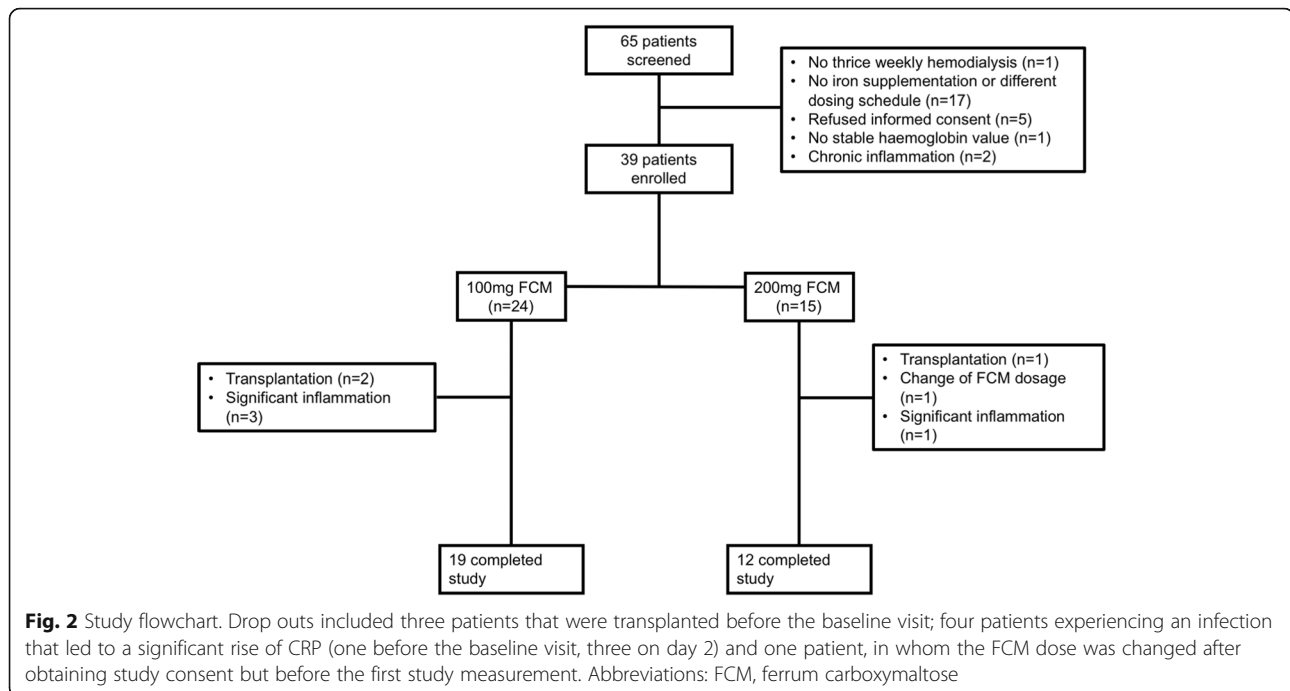 65 patients
screened
• No thrice weekly hemodialysis (n=1)
• No iron supplementation or different
dosing schedule (n=17)
• Refused informed consent (n=5)
• No stable haemoglobin value (n=1)
• Chronic inflammation (n=2)
39 patients
enrolled
100mg FCM
(n=24)
200mg FCM
(n=15)
• Transplantation (n=2)
• Significant inflammation
(n=3)
• Transplantation (n=1)
• Change of FCM dosage
(n=1)
• Significant inflammation
(n=1)
19 completed
study
12 completed
study
Fig. 2 Study flowchart. Drop outs included three patients that were transplanted before the baseline visit; four patients experiencing an infection
that led to a significant rise of CRP (one before the baseline visit, three on day 2) and one patient, in whom the FCM dose was changed after
obtaining study consent but before the first study measurement. Abbreviations: FCM, ferrum carboxymaltose